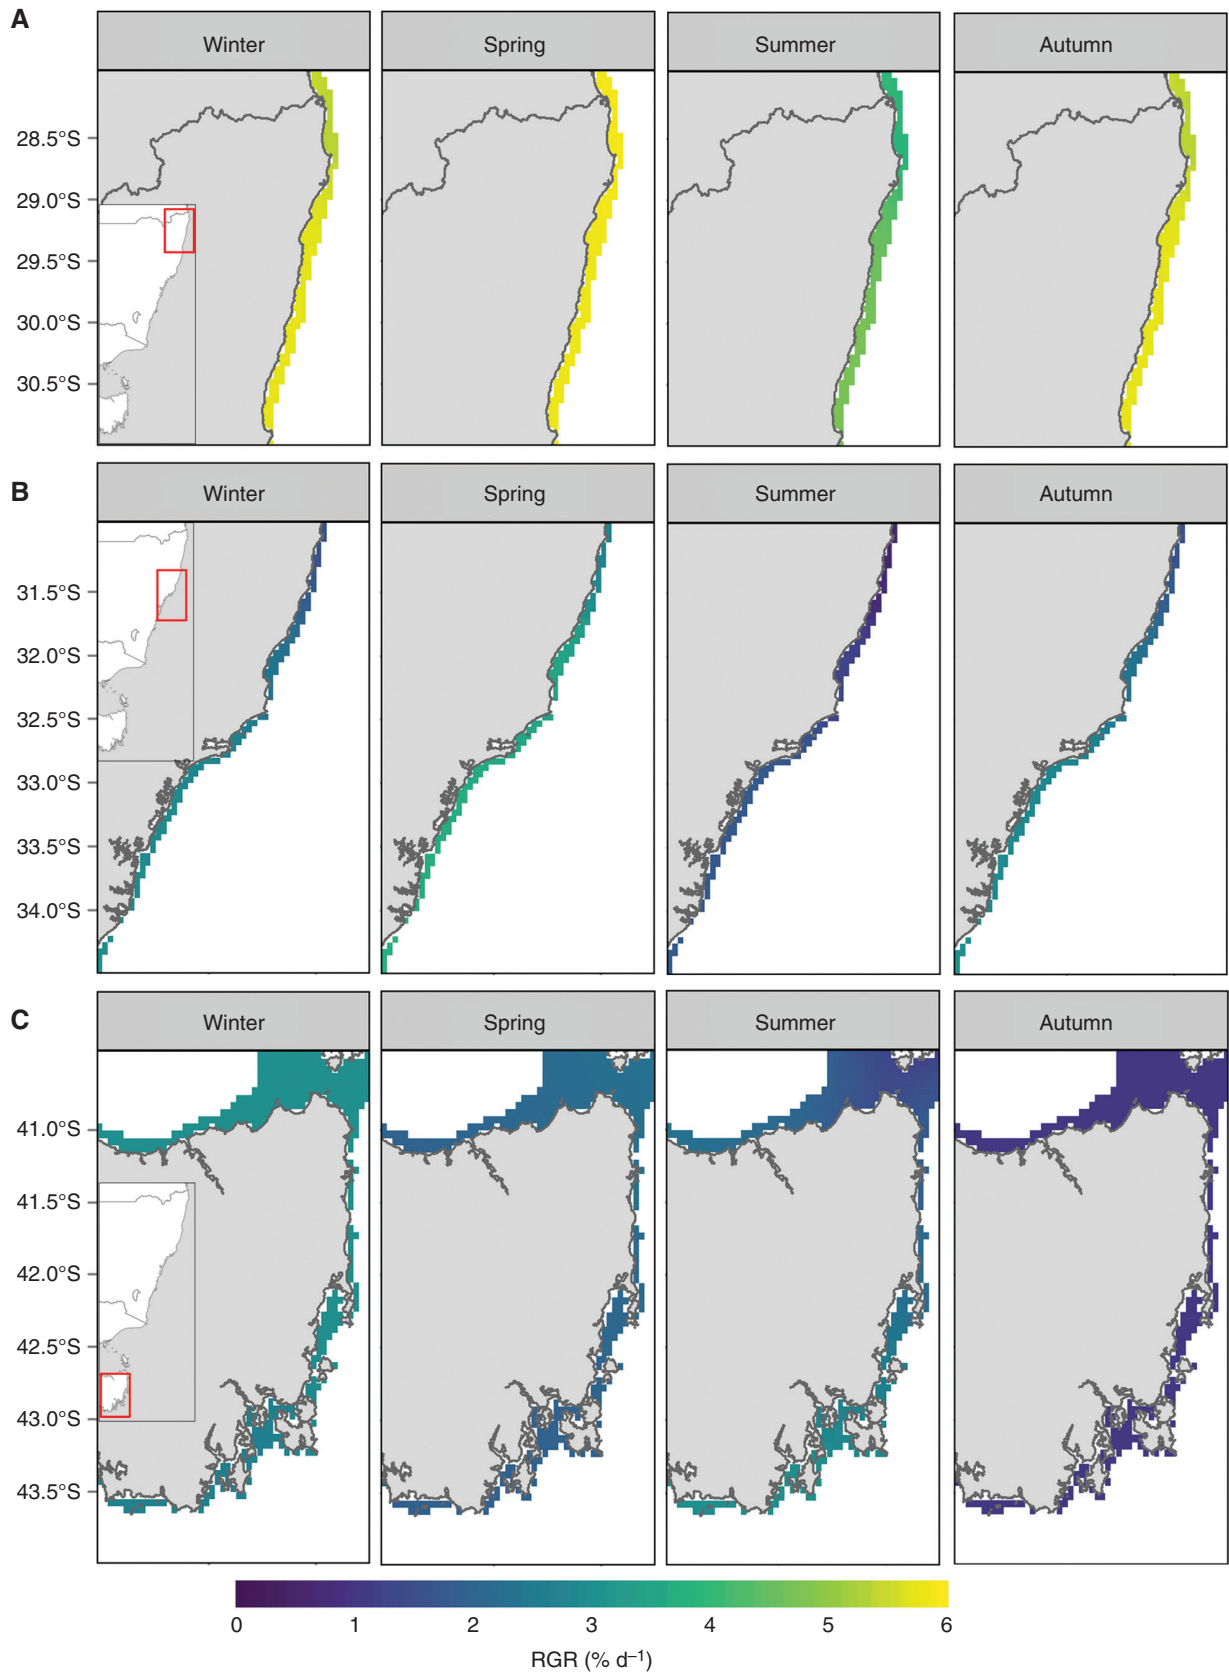 A
Winter Spring Summer Autumn
28.5°S
29.0°S
29.5°S
30.0°S
30.5°S
B
Winter Spring Summer Autumn
31.5°S
32.0°S
32.5°S
33.0°S
33.5°S
34.0°S
C
Winter Spring Summer Autumn
41.0°S
41.5°S
42.0°S
42.5°S
43.0°S
43.5°S
0 1 2 3 4 5 6
RGR (% d–1)